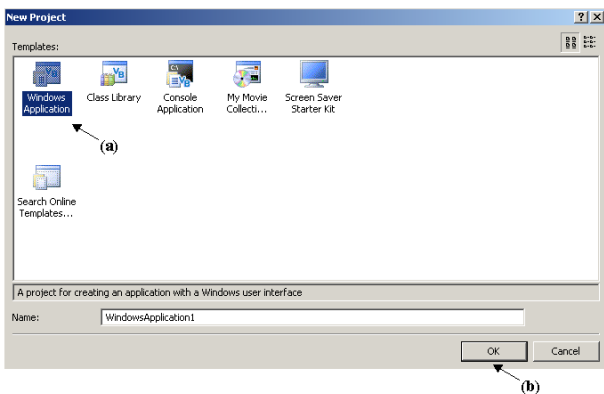 New Project
Templates:
Windows Application
Class Library
Console Application
My Movie Collecti...
Screen Saver Starter Kit
(a)
Search Online Templates...
A project for creating an application with a Windows user interface
Name:
WindowsApplication1
OK
Cancel
(b)